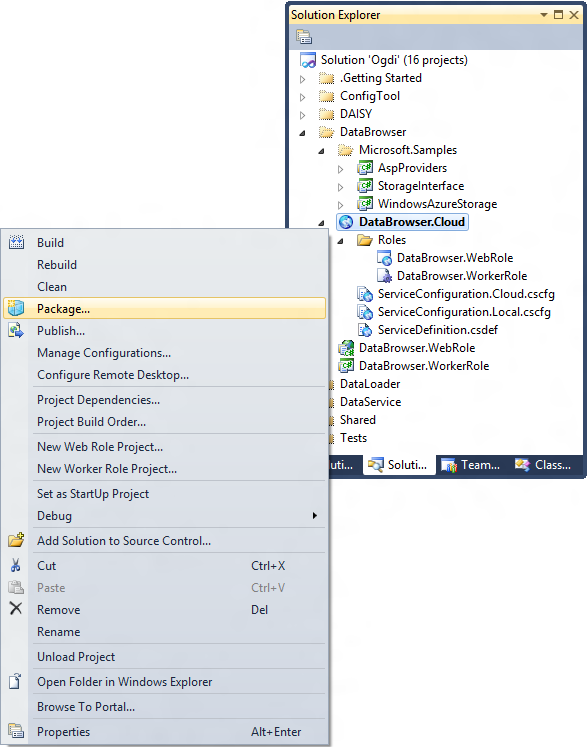 Solution Explorer
Solution 'Ogdi' (16 projects)
.Getting Started
ConfigTool
DAISY
DataBrowser
Microsoft.Samples
AspProviders
StorageInterface
WindowsAzureStorage
DataBrowser.Cloud
Roles
DataBrowser.WebRole
DataBrowser.WorkerRole
ServiceConfiguration.Cloud.cscfg
ServiceConfiguration.Local.cscfg
ServiceDefinition.csdef
DataBrowser.WebRole
DataBrowser.WorkerRole
DataLoader
DataService
Shared
Tests
uti... Soluti... Team... Class...
Build
Rebuild
Clean
Package...
Publish...
Manage Configurations...
Configure Remote Desktop...
Project Dependencies...
Project Build Order...
New Web Role Project...
New Worker Role Project...
Set as StartUp Project
Debug
Add Solution to Source Control...
Cut Ctrl+X
Paste Ctrl+V
Remove Del
Rename
Unload Project
Open Folder in Windows Explorer
Browse To Portal...
Properties Alt+Enter